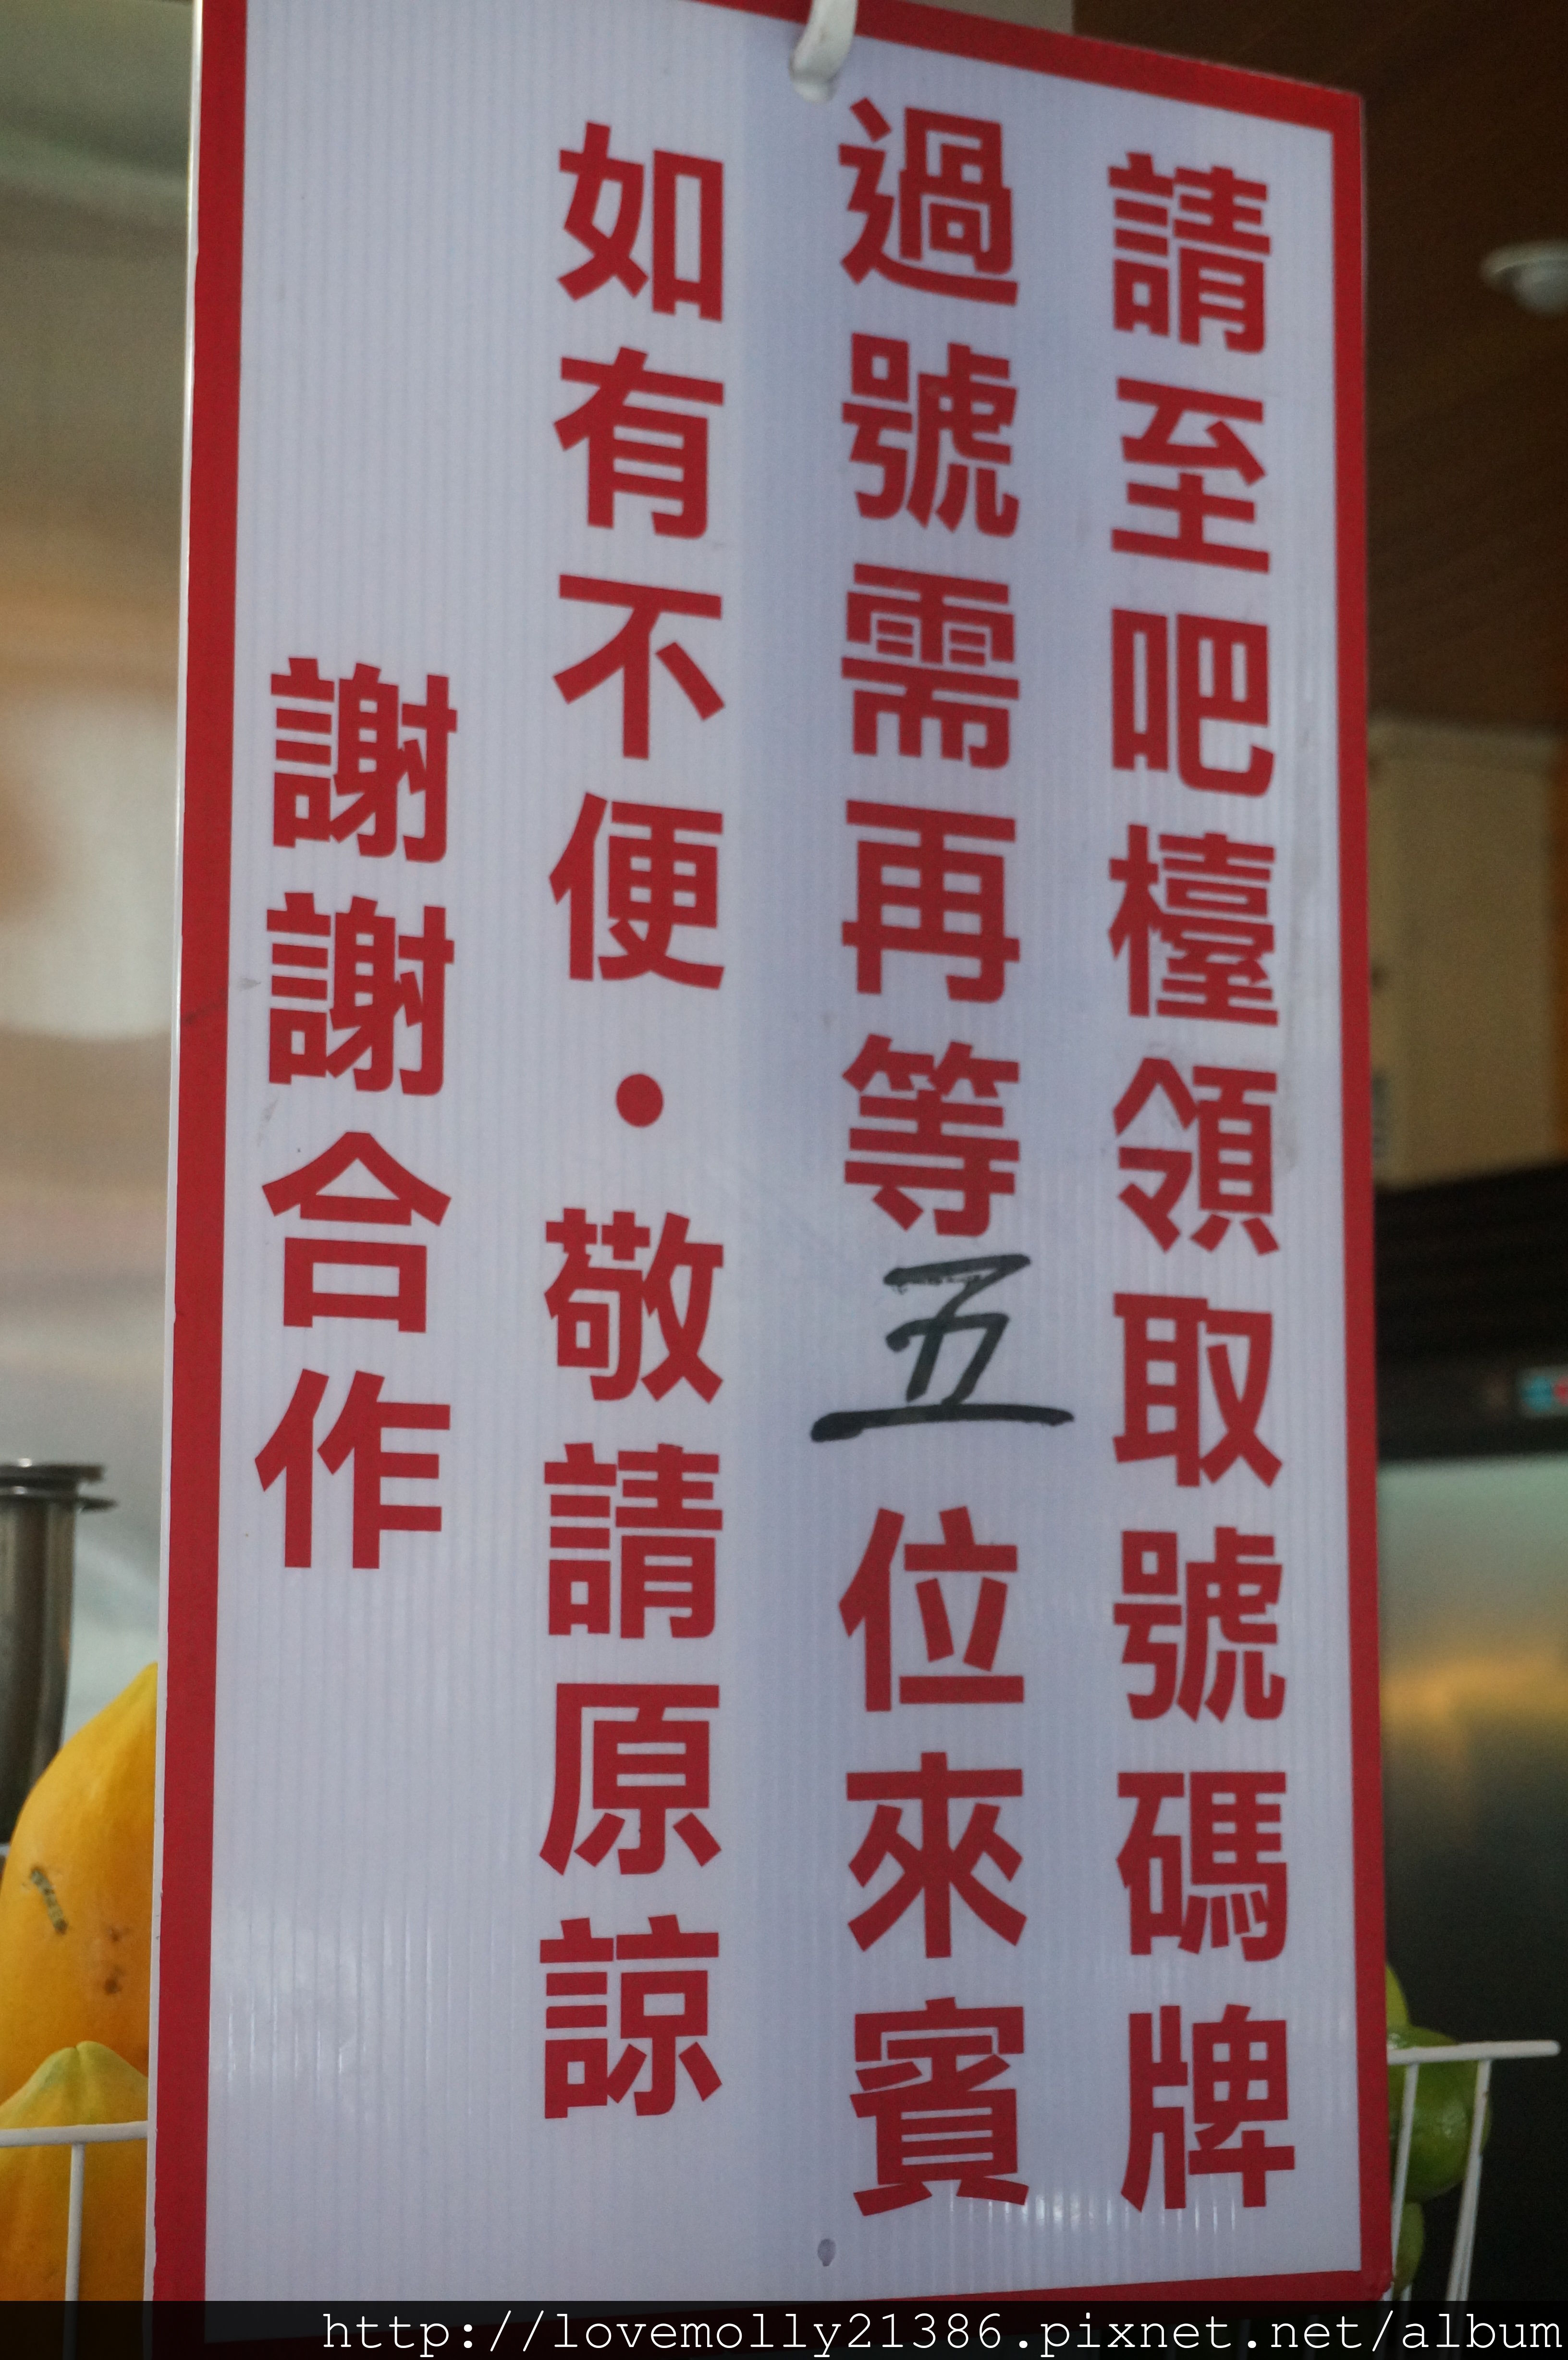 請至吧檯領取號碼牌
過號需再等五位來賓
如有不便・敬請原諒
謝謝合作
http://lovemolly21386.pixnet.net/album